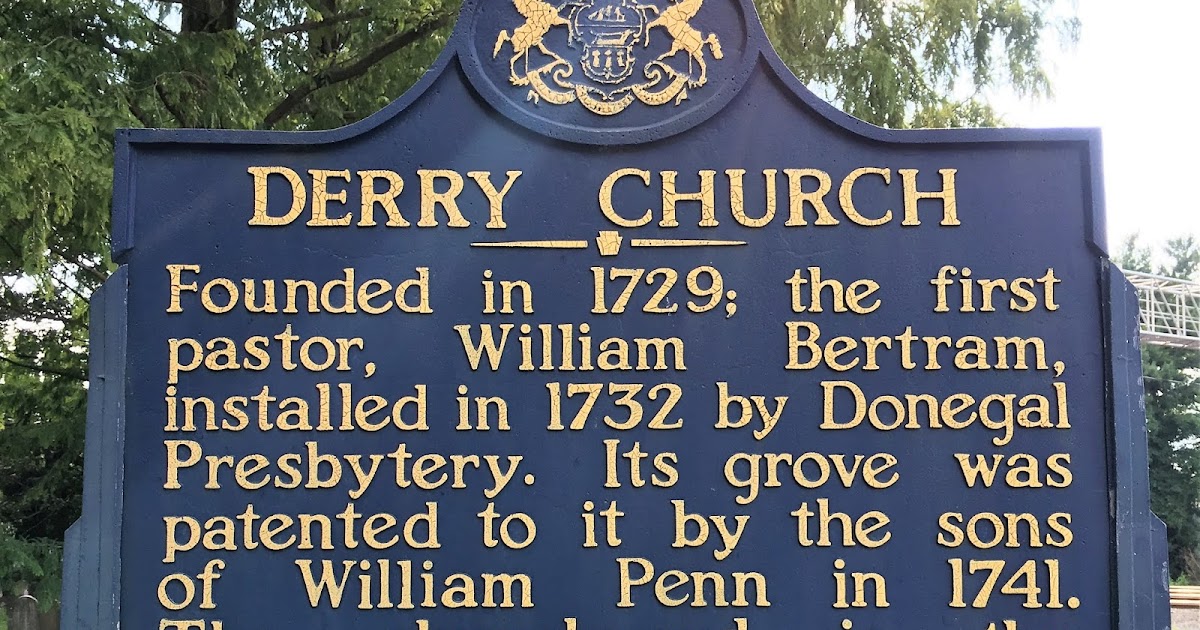 DERRY CHURCH
Founded in 1729; the first
pastor, William Bertram,
installed in 1732 by Donegal
Presbytery. Its grove was
patented to it by the sons
of William Penn in 1741.